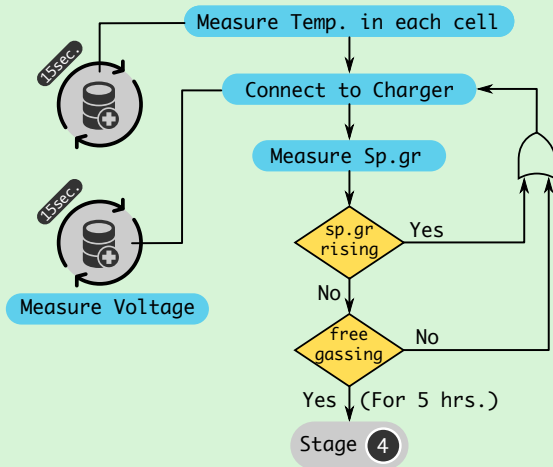 Measure Temp. in each cell
15sec.
Connect to Charger
Measure Sp.gr
15sec.
sp.gr
rising
Yes
Measure Voltage
No
free
gassing
No
Yes (For 5 hrs.)
Stage 4